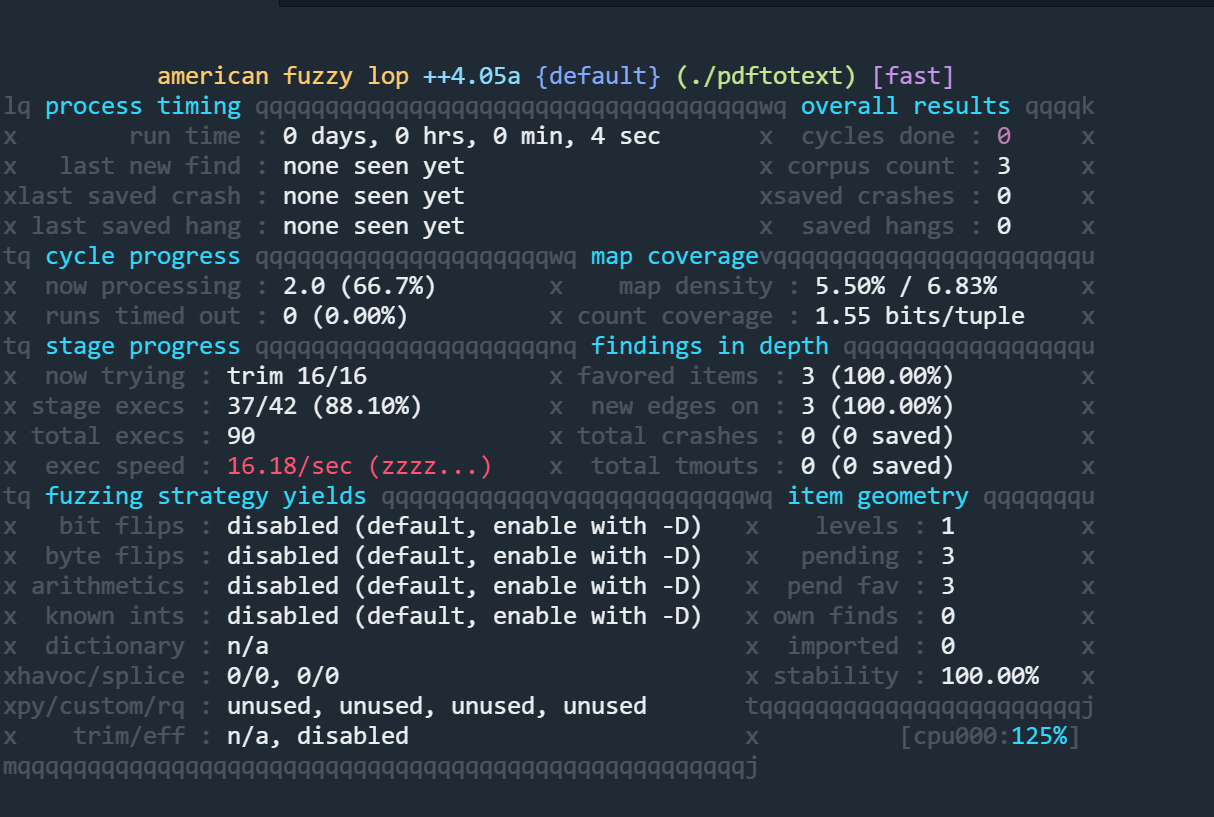 american fuzzy lop ++4.05a {default} (./pdftotext) [fast]
lq process timing qqqqqqqqqqqqqqqqqqqqqqqqqqqqqqqqqqqqwq overall results qqqqk
x        run time : 0 days, 0 hrs, 0 min, 4 sec       x  cycles done : 0     x
x   last new find : none seen yet                     x corpus count : 3     x
xlast saved crash : none seen yet                     xsaved crashes : 0     x
x last saved hang : none seen yet                     x  saved hangs : 0     x
tq cycle progress qqqqqqqqqqqqqqqqqqqqqwq map coveragevqqqqqqqqqqqqqqqqqqqqqqu
x  now processing : 2.0 (66.7%)        x    map density : 5.50% / 6.83%      x
x  runs timed out : 0 (0.00%)          x count coverage : 1.55 bits/tuple    x
tq stage progress qqqqqqqqqqqqqqqqqqqqqnq findings in depth qqqqqqqqqqqqqqqqqu
x  now trying : trim 16/16             x favored items : 3 (100.00%)         x
x stage execs : 37/42 (88.10%)         x  new edges on : 3 (100.00%)         x
x total execs : 90                     x total crashes : 0 (0 saved)         x
x  exec speed : 16.18/sec (zzzz...)    x  total tmouts : 0 (0 saved)         x
tq fuzzing strategy yields qqqqqqqqqqqqvqqqqqqqqqqqqqwq item geometry qqqqqqqu
x   bit flips : disabled (default, enable with -D)   x    levels : 1         x
x  byte flips : disabled (default, enable with -D)   x   pending : 3         x
x arithmetics : disabled (default, enable with -D)   x  pend fav : 3         x
x  known ints : disabled (default, enable with -D)   x own finds : 0         x
x  dictionary : n/a                                  x  imported : 0         x
xhavoc/splice : 0/0, 0/0                             x stability : 100.00%   x
xpy/custom/rq : unused, unused, unused, unused       tqqqqqqqqqqqqqqqqqqqqqqqj
x    trim/eff : n/a, disabled                        x          [cpu000:125%]
mqqqqqqqqqqqqqqqqqqqqqqqqqqqqqqqqqqqqqqqqqqqqqqqqqqqqj